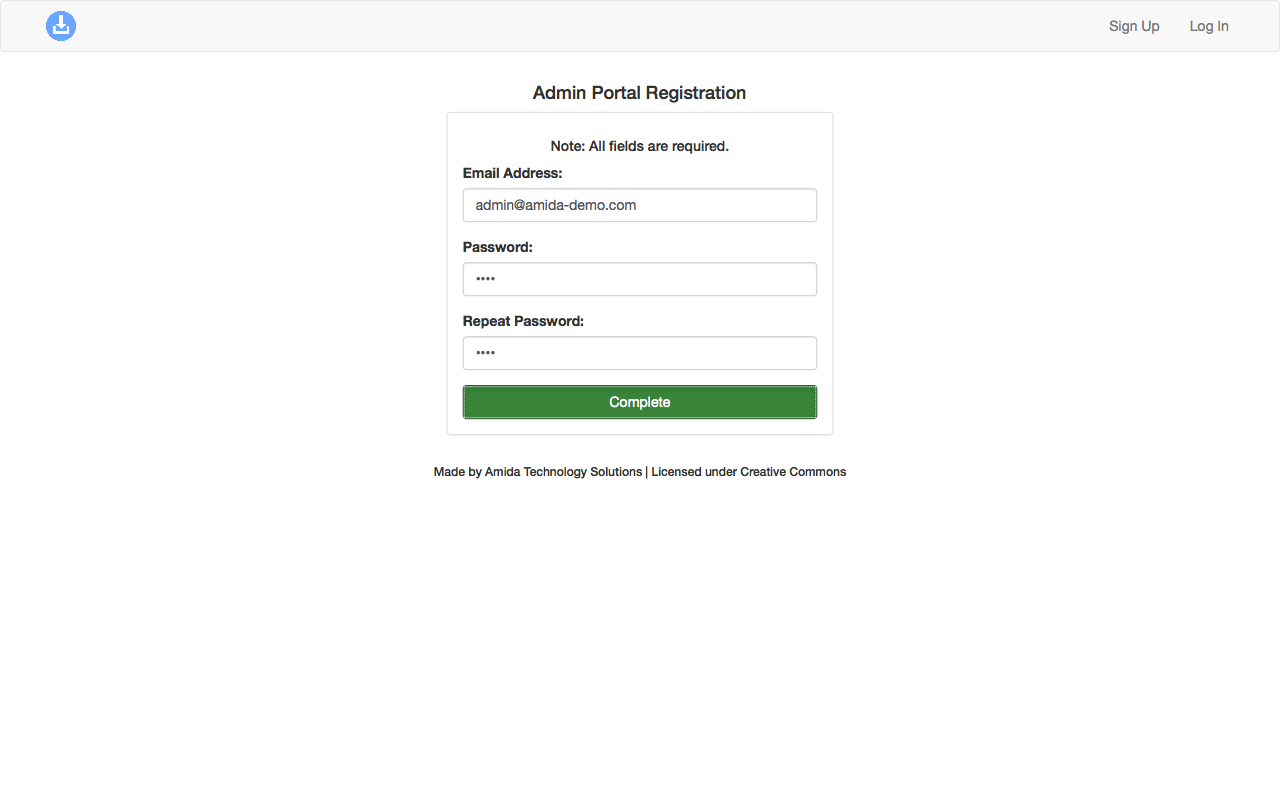 Sign Up Log In
Admin Portal Registration
Note: All fields are required.
Email Address:
admin@amida-demo.com
Password:
••••
Repeat Password:
••••
Complete
Made by Amida Technology Solutions | Licensed under Creative Commons